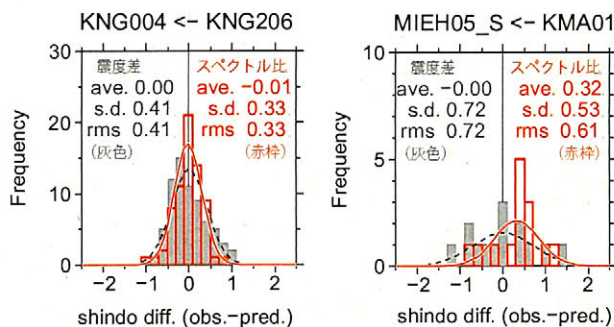 KNG004 <- KNG206
30
20
10
0
Frequency
震度差
ave. 0.00
s.d. 0.41
rms 0.41
(灰色)
スペクトル比
ave. -0.01
s.d. 0.33
rms 0.33
(赤枠)
-2 -1 0 1 2
shindo diff. (obs.-pred.)
MIEH05_S <- KMA01
10
5
0
Frequency
震度差
ave. -0.00
s.d. 0.72
rms 0.72
(灰色)
スペクトル比
ave. 0.32
s.d. 0.53
rms 0.61
(赤枠)
-2 -1 0 1 2
shindo diff. (obs.-pred.)